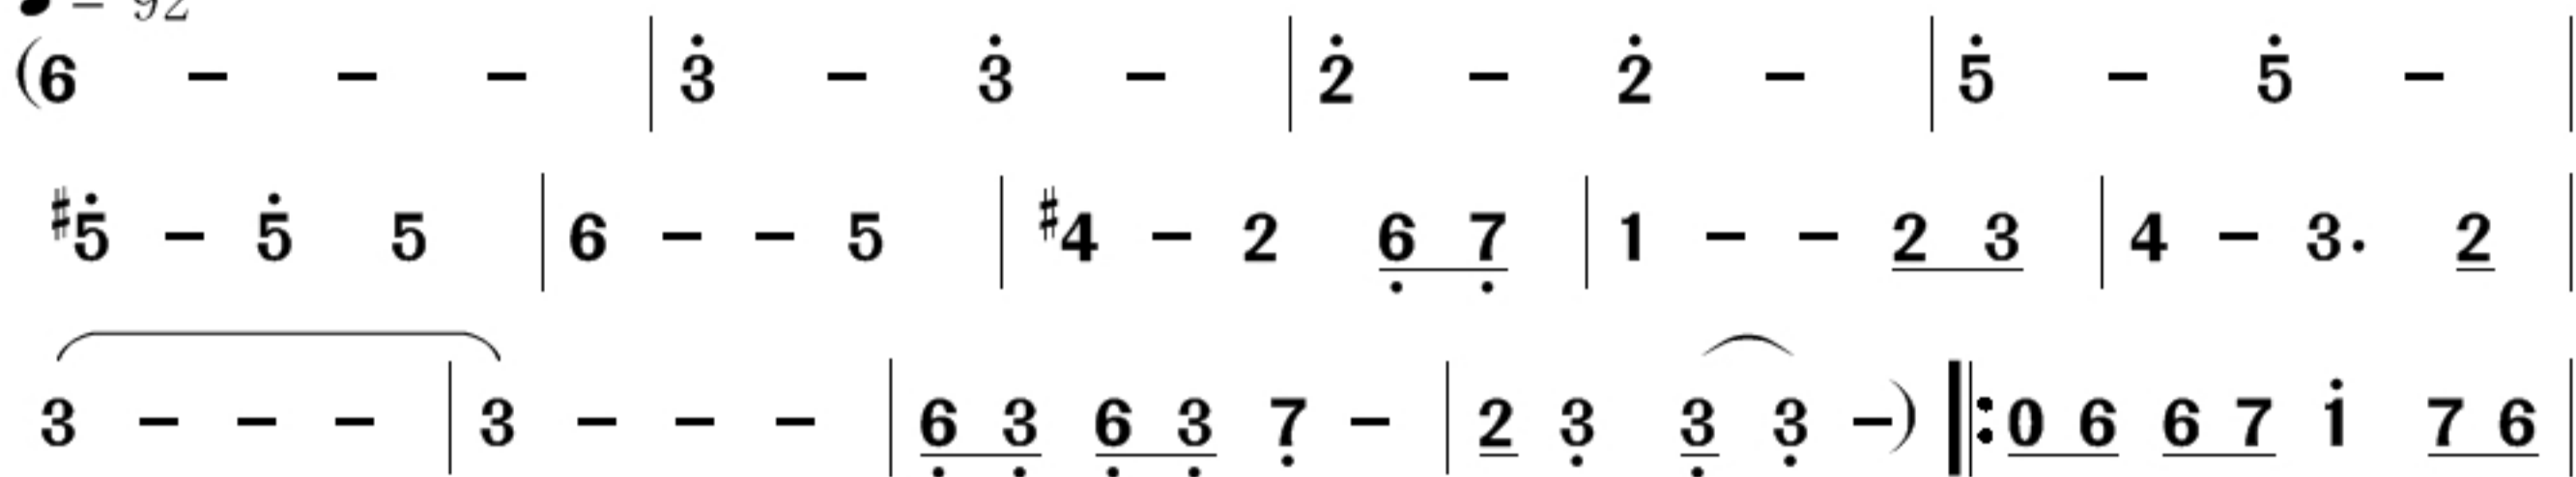 = 92
(6 – – – | 3̇ – 3̇ – | 2̇ – 2̇ – | 5̇ – 5̇ – |
#5̇ – 5̇ 5 | 6 – – 5 | #4 – 2 6̲̣ 7̲̣ | 1 – – 2̲ 3̲ | 4 – 3· 2̲ |
3 – – – | 3 – – – | 6̲̣ 3̲̣ 6̲̣ 3̲̣ 7̣ – | 2̲ 3̣ 3̲̣ 3̣ –) ‖: 0̲ 6̲ 6̲ 7̲ 1̇ 7̲ 6̲ |